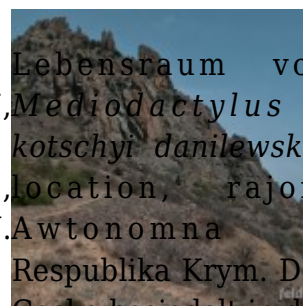 Lebensraum vo
, Mediodactylus
kotschyi danilewsk
, location, rajo
. Awtonomna
Respublika Krym. D